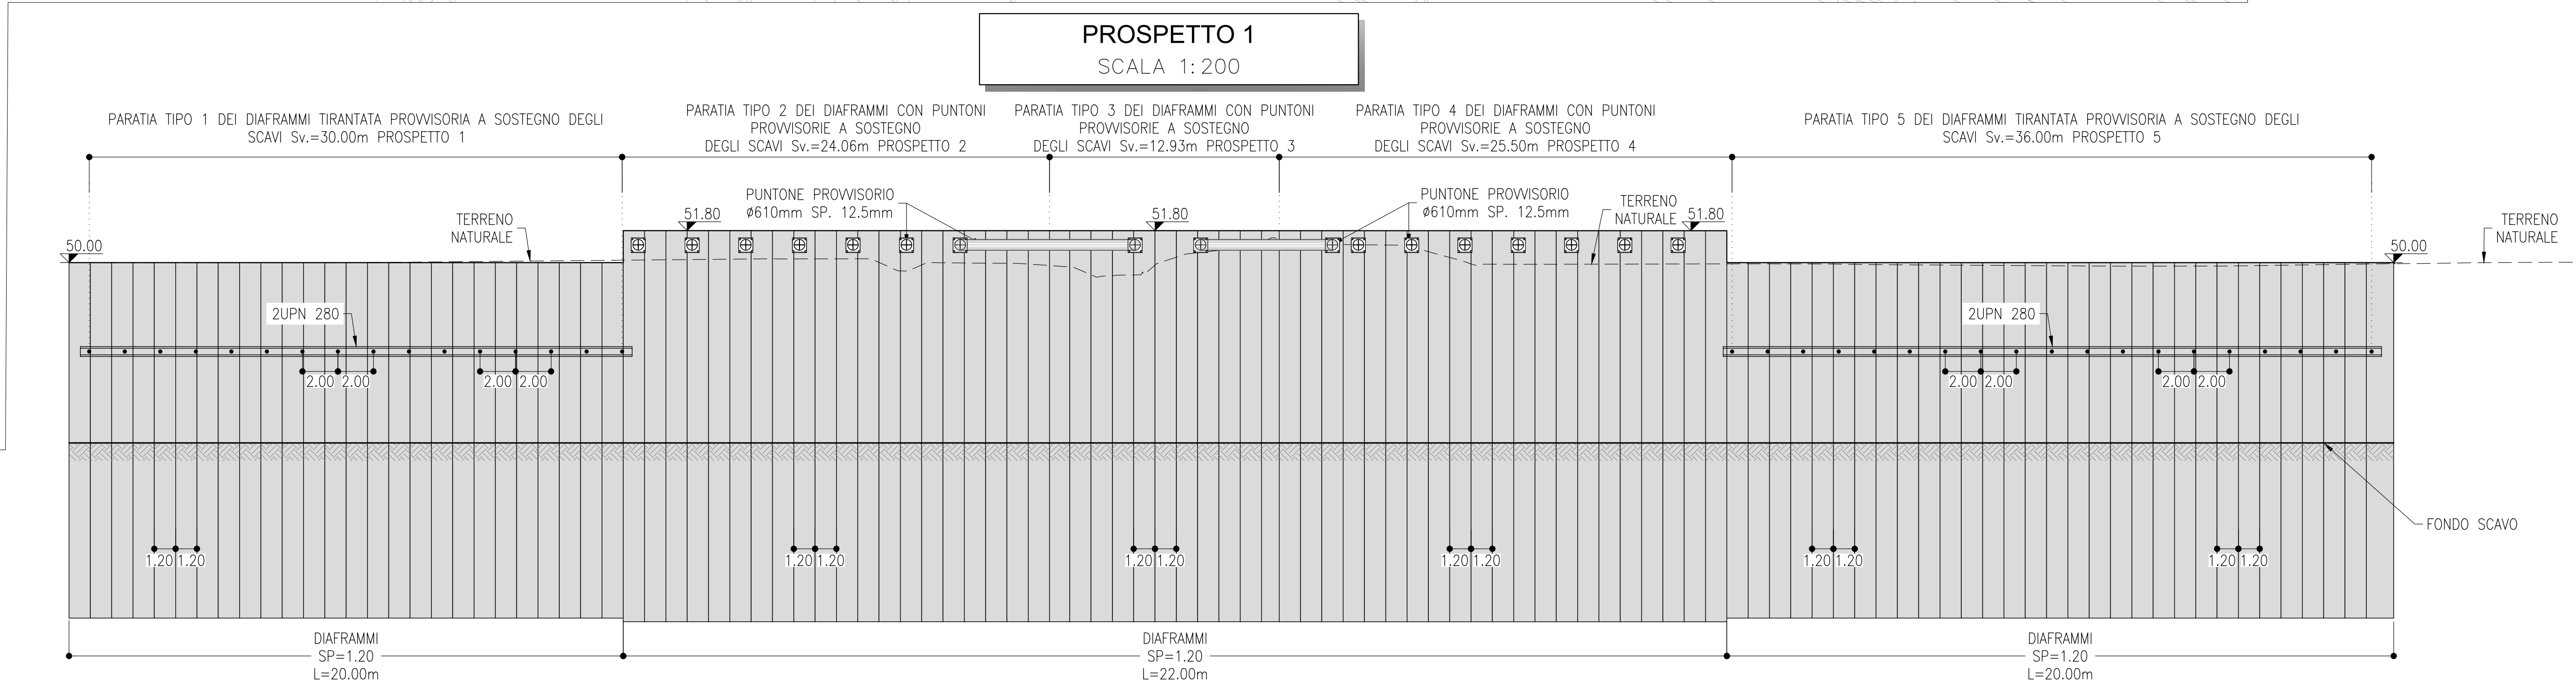 PROSPETTO 1
SCALA 1:200
PARATIA TIPO 1 DEI DIAFRAMMI TIRANTATA PROVVISORIA A SOSTEGNO DEGLI
SCAVI Sv.=30.00m PROSPETTO 1
PARATIA TIPO 2 DEI DIAFRAMMI CON PUNTONI
PROVVISORIE A SOSTEGNO
DEGLI SCAVI Sv.=24.06m PROSPETTO 2
PARATIA TIPO 3 DEI DIAFRAMMI CON PUNTONI
PROVVISORIE A SOSTEGNO
DEGLI SCAVI Sv.=12.93m PROSPETTO 3
PARATIA TIPO 4 DEI DIAFRAMMI CON PUNTONI
PROVVISORIE A SOSTEGNO
DEGLI SCAVI Sv.=25.50m PROSPETTO 4
PARATIA TIPO 5 DEI DIAFRAMMI TIRANTATA PROVVISORIA A SOSTEGNO DEGLI
SCAVI Sv.=36.00m PROSPETTO 5
50.00
TERRENO
NATURALE
51.80
PUNTONE PROVVISORIO
Ø610mm SP. 12.5mm
51.80
PUNTONE PROVVISORIO
Ø610mm SP. 12.5mm
TERRENO
NATURALE
51.80
50.00
TERRENO
NATURALE
2UPN 280
2UPN 280
2.00 2.00
2.00 2.00
2.00 2.00
2.00 2.00
FONDO SCAVO
1.20 1.20
1.20 1.20
1.20 1.20
1.20 1.20
1.20 1.20
1.20 1.20
DIAFRAMMI
SP=1.20
L=20.00m
DIAFRAMMI
SP=1.20
L=22.00m
DIAFRAMMI
SP=1.20
L=20.00m